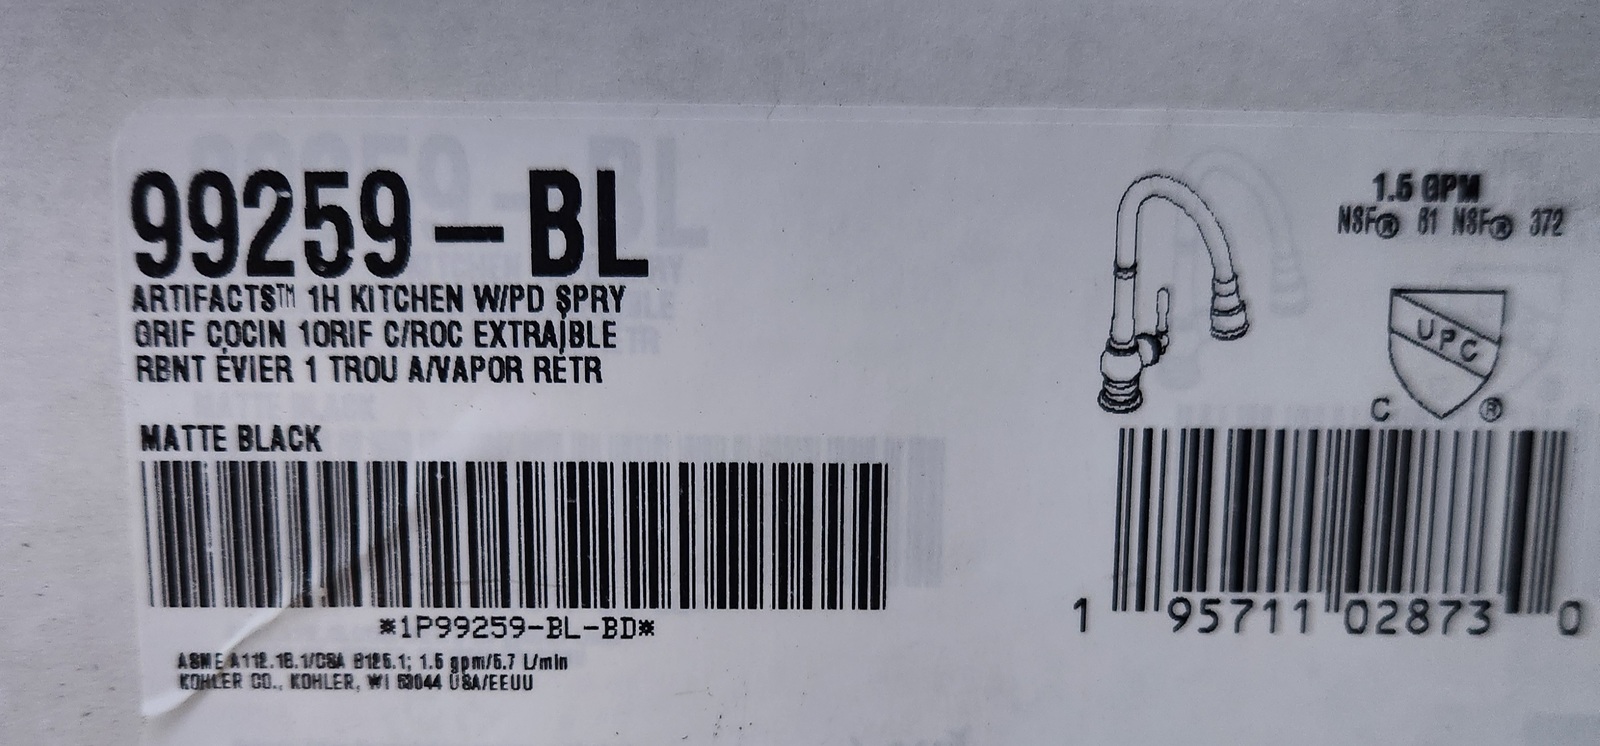 99259-BL
ARTIFACTS™ 1H KITCHEN W/PD SPRY
GRIF COCIN 1ORIF C/ROC EXTRAÍBLE
RBNT ÉVIER 1 TROU A/VAPOR RÉTR
MATTE BLACK
*1P99259-BL-BD*
ASME A112.18.1/CSA B125.1; 1.5 gpm/5.7 L/min
KOHLER CO., KOHLER, WI 53044 USA/EEUU
1.5 GPM
NSF® 61 NSF® 372
UPC
C ®
1 95711 02873 0